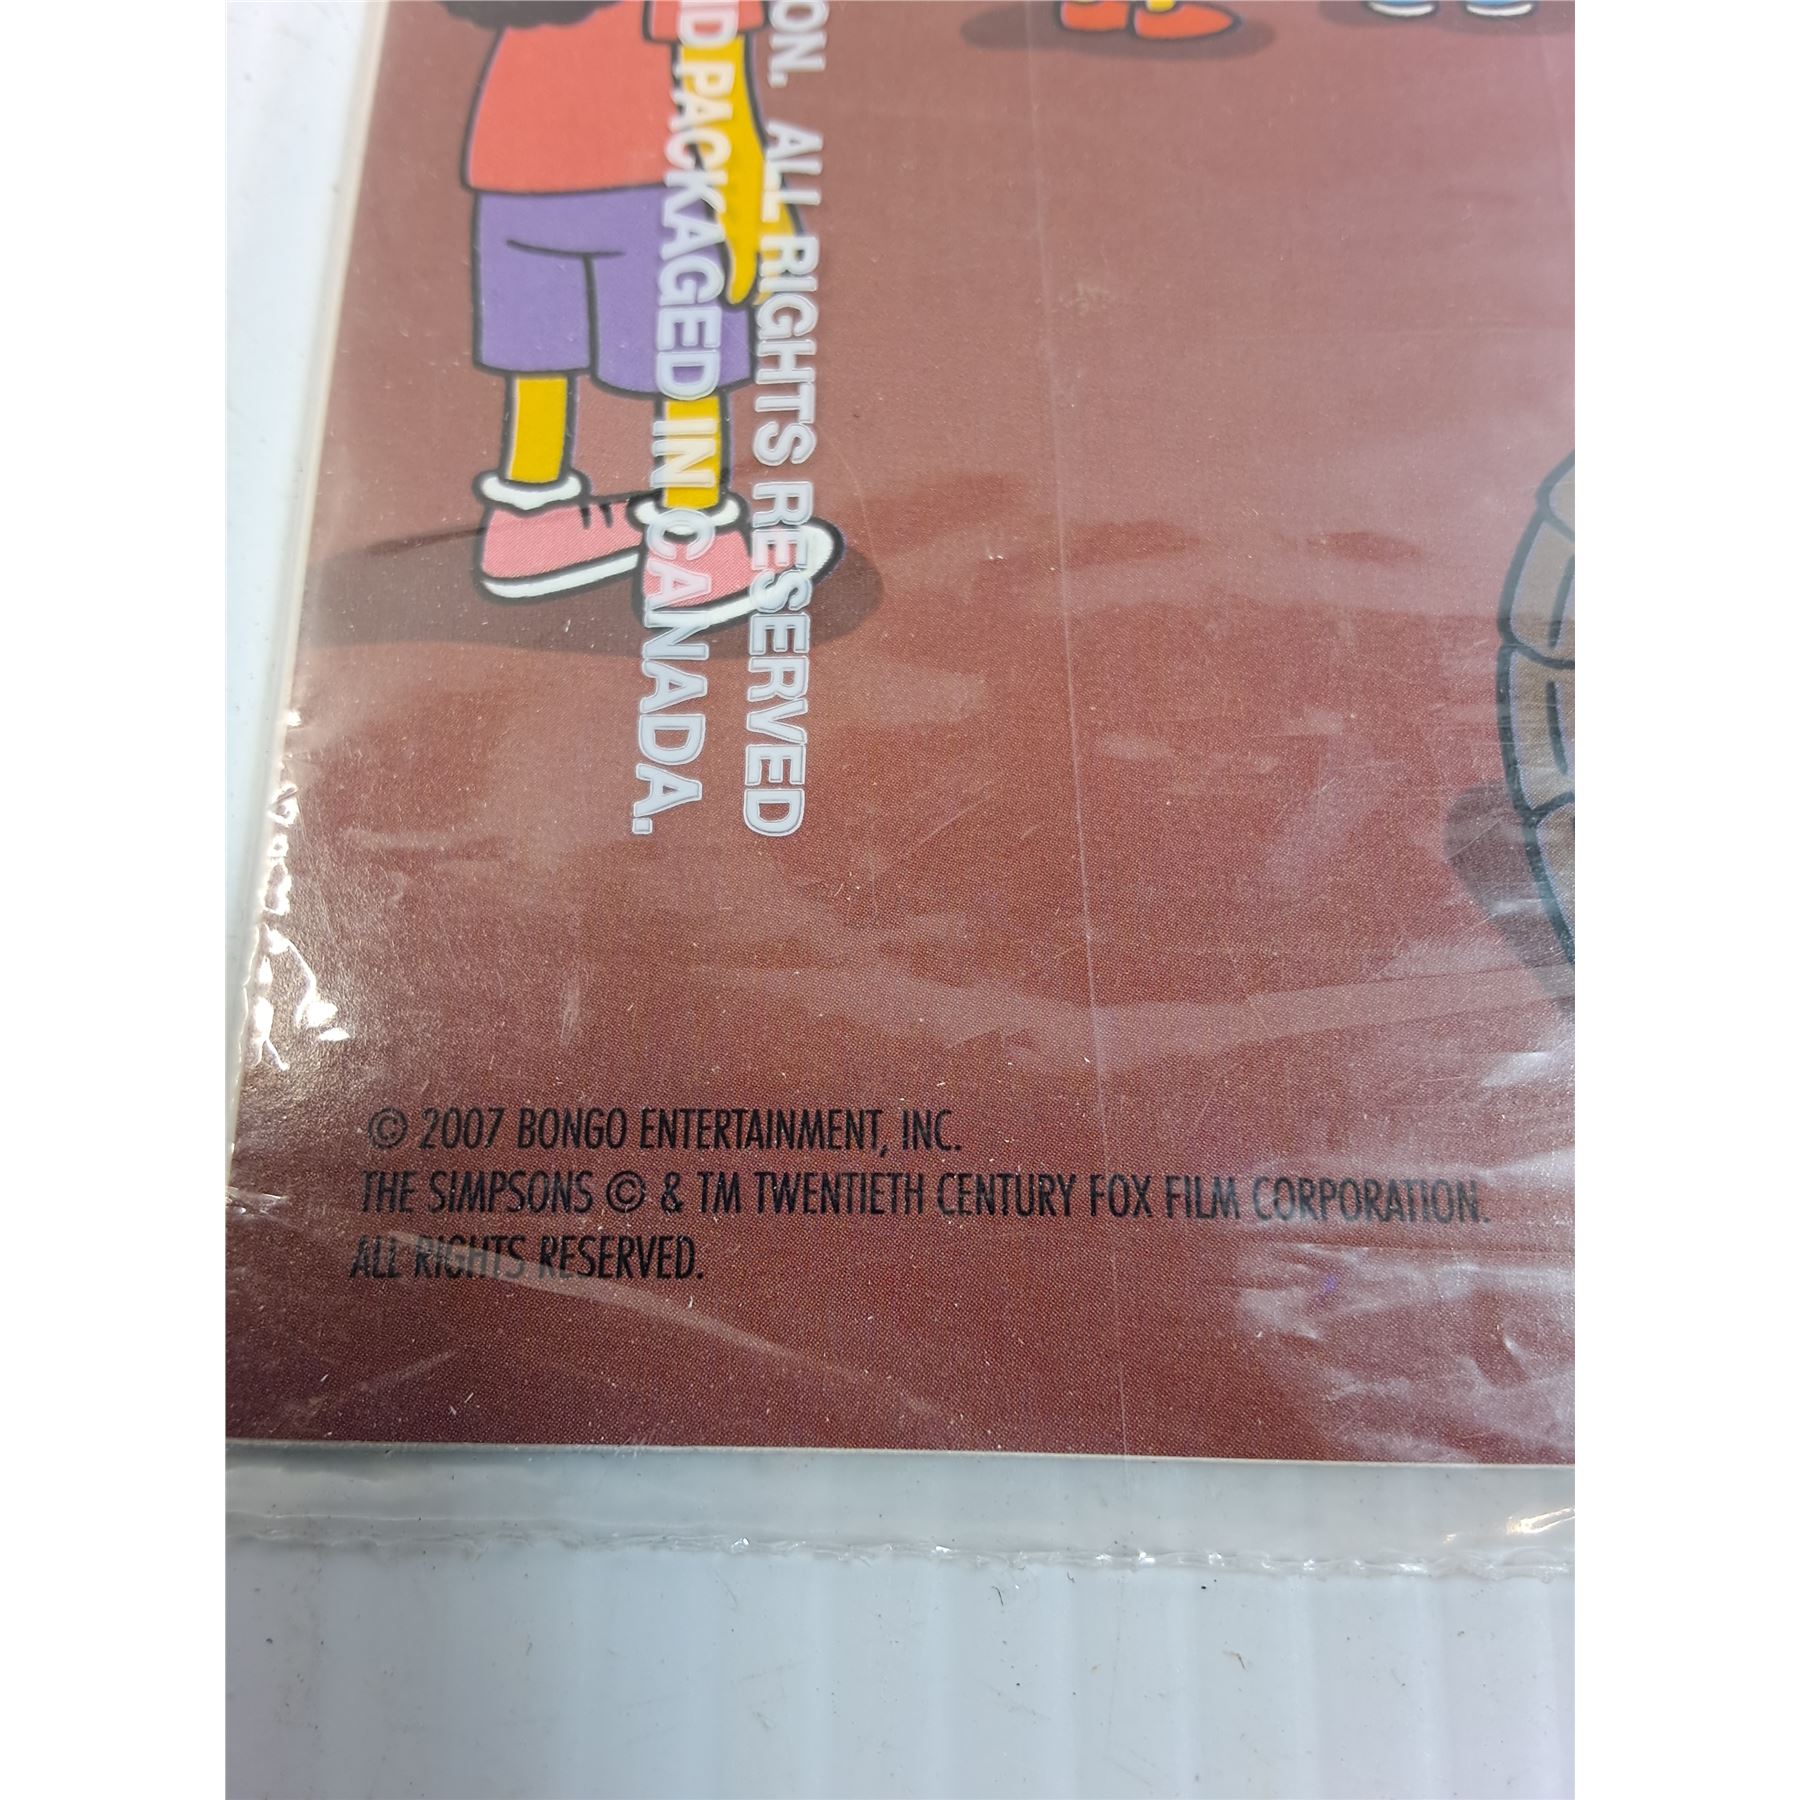 ON. ALL RIGHTS RESERVED
PACKAGED IN CANADA.
© 2007 BONGO ENTERTAINMENT, INC.
THE SIMPSONS © & TM TWENTIETH CENTURY FOX FILM CORPORATION.
ALL RIGHTS RESERVED.